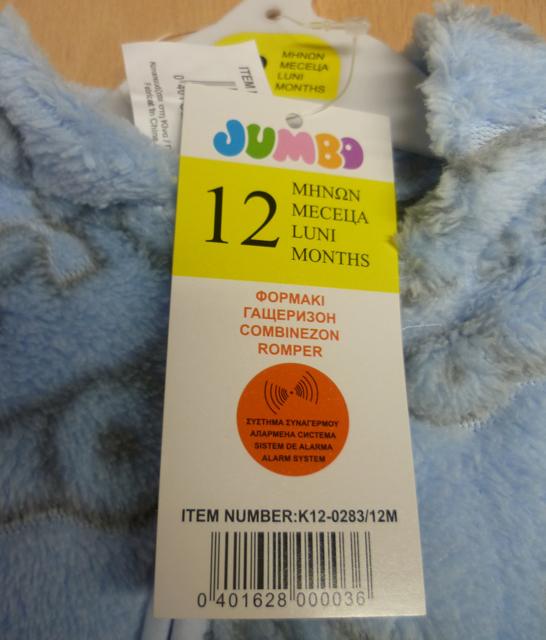 ΜΗΝΩΝ
МЕСЕЦА
LUNI
MONTHS
ITEM
JUMBO
12
ΜΗΝΩΝ
МЕСЕЦА
LUNI
MONTHS
ΦΟΡΜΑΚΙ
ГАЩЕРИЗОН
COMBINEZON
ROMPER
ΣΥΣΤΗΜΑ ΣΥΝΑΓΕΡΜΟΥ
АЛАРМЕНА СИСТЕМА
SISTEM DE ALARMA
ALARM SYSTEM
ITEM NUMBER:K12-0283/12M
0 401628 000036